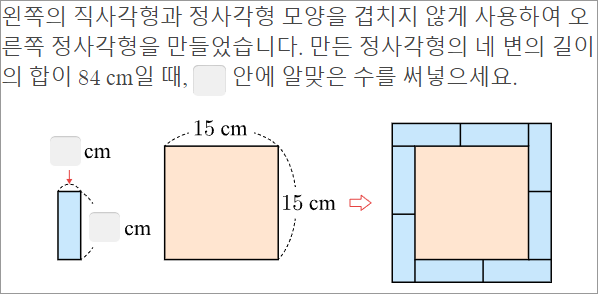 왼쪽의 직사각형과 정사각형 모양을 겹치지 않게 사용하여 오
른쪽 정사각형을 만들었습니다. 만든 정사각형의 네 변의 길이
의 합이 84 cm일 때, 안에 알맞은 수를 써넣으세요.
15 cm
cm
15 cm
cm